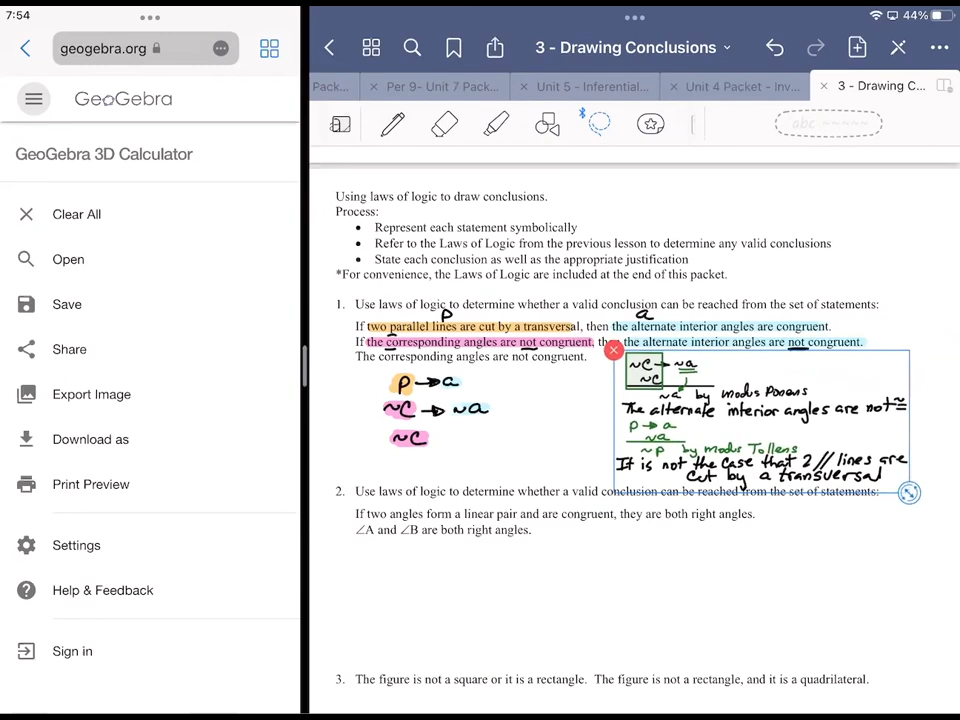 7:54
44%
geogebra.org
GeoGebra
GeoGebra 3D Calculator
Clear All
Open
Save
Share
Export Image
Download as
Print Preview
Settings
Help & Feedback
Sign in
3 - Drawing Conclusions
Pack...
Per 9- Unit 7 Pack...
Unit 5 - Inferential...
Unit 4 Packet - Inv...
3 - Drawing C...
Using laws of logic to draw conclusions.
Process:
• Represent each statement symbolically
• Refer to the Laws of Logic from the previous lesson to determine any valid conclusions
• State each conclusion as well as the appropriate justification
*For convenience, the Laws of Logic are included at the end of this packet.
1. Use laws of logic to determine whether a valid conclusion can be reached from the set of statements:
p a
If two parallel lines are cut by a transversal, then the alternate interior angles are congruent.
If the corresponding angles are not congruent, then the alternate interior angles are not congruent.
The corresponding angles are not congruent.
p → a
~c → ~a
~c
~c → ~a
~c
~a by modus Ponens
The alternate interior angles are not ≅
p → a
~a
~p by modus Tollens
It is not the case that 2 // lines are
cut by a transversal
2. Use laws of logic to determine whether a valid conclusion can be reached from the set of statements:
If two angles form a linear pair and are congruent, they are both right angles.
∠A and ∠B are both right angles.
3. The figure is not a square or it is a rectangle. The figure is not a rectangle, and it is a quadrilateral.